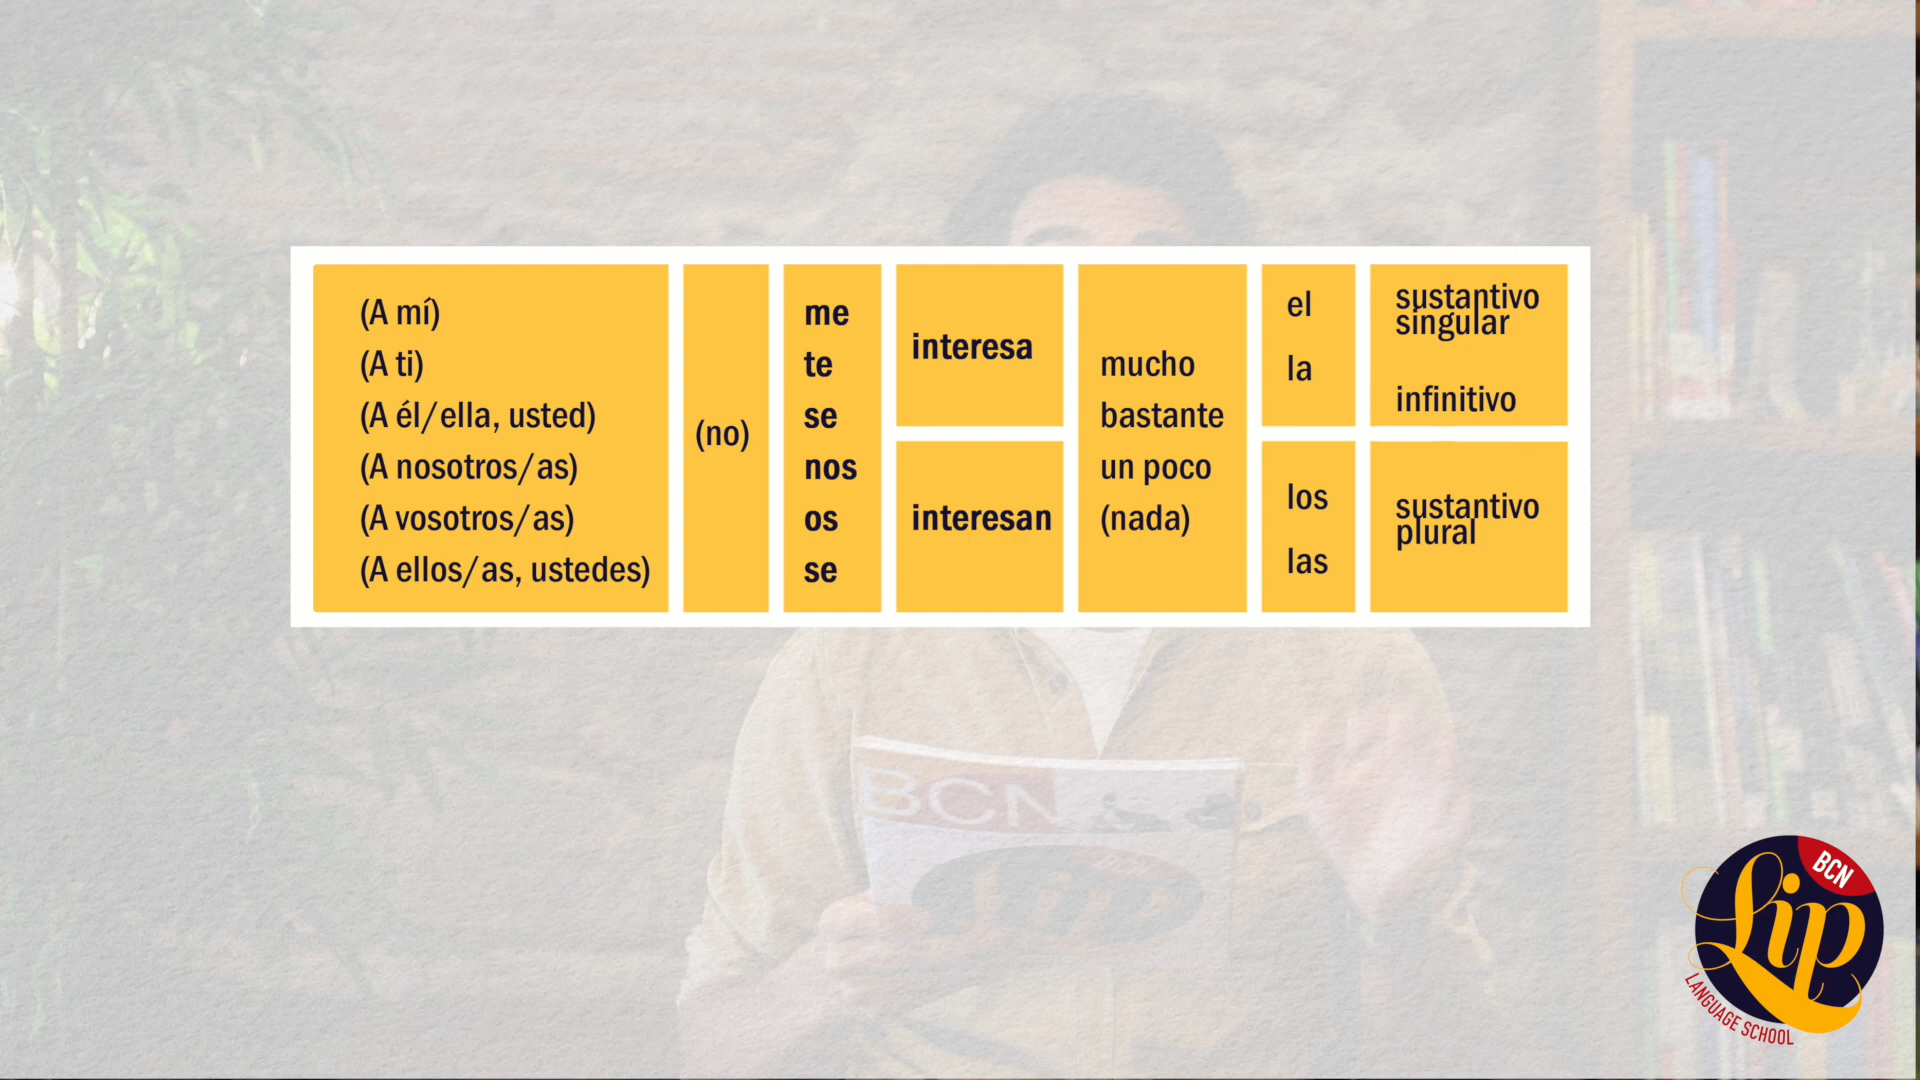 (A mí)
(A ti)
(A él/ella, usted)
(A nosotros/as)
(A vosotros/as)
(A ellos/as, ustedes)
(no)
me
te
se
nos
os
se
interesa
interesan
mucho
bastante
un poco
(nada)
el
la
los
las
sustantivo
singular
infinitivo
sustantivo
plural
BCN
BCN
Lip
LANGUAGE SCHOOL